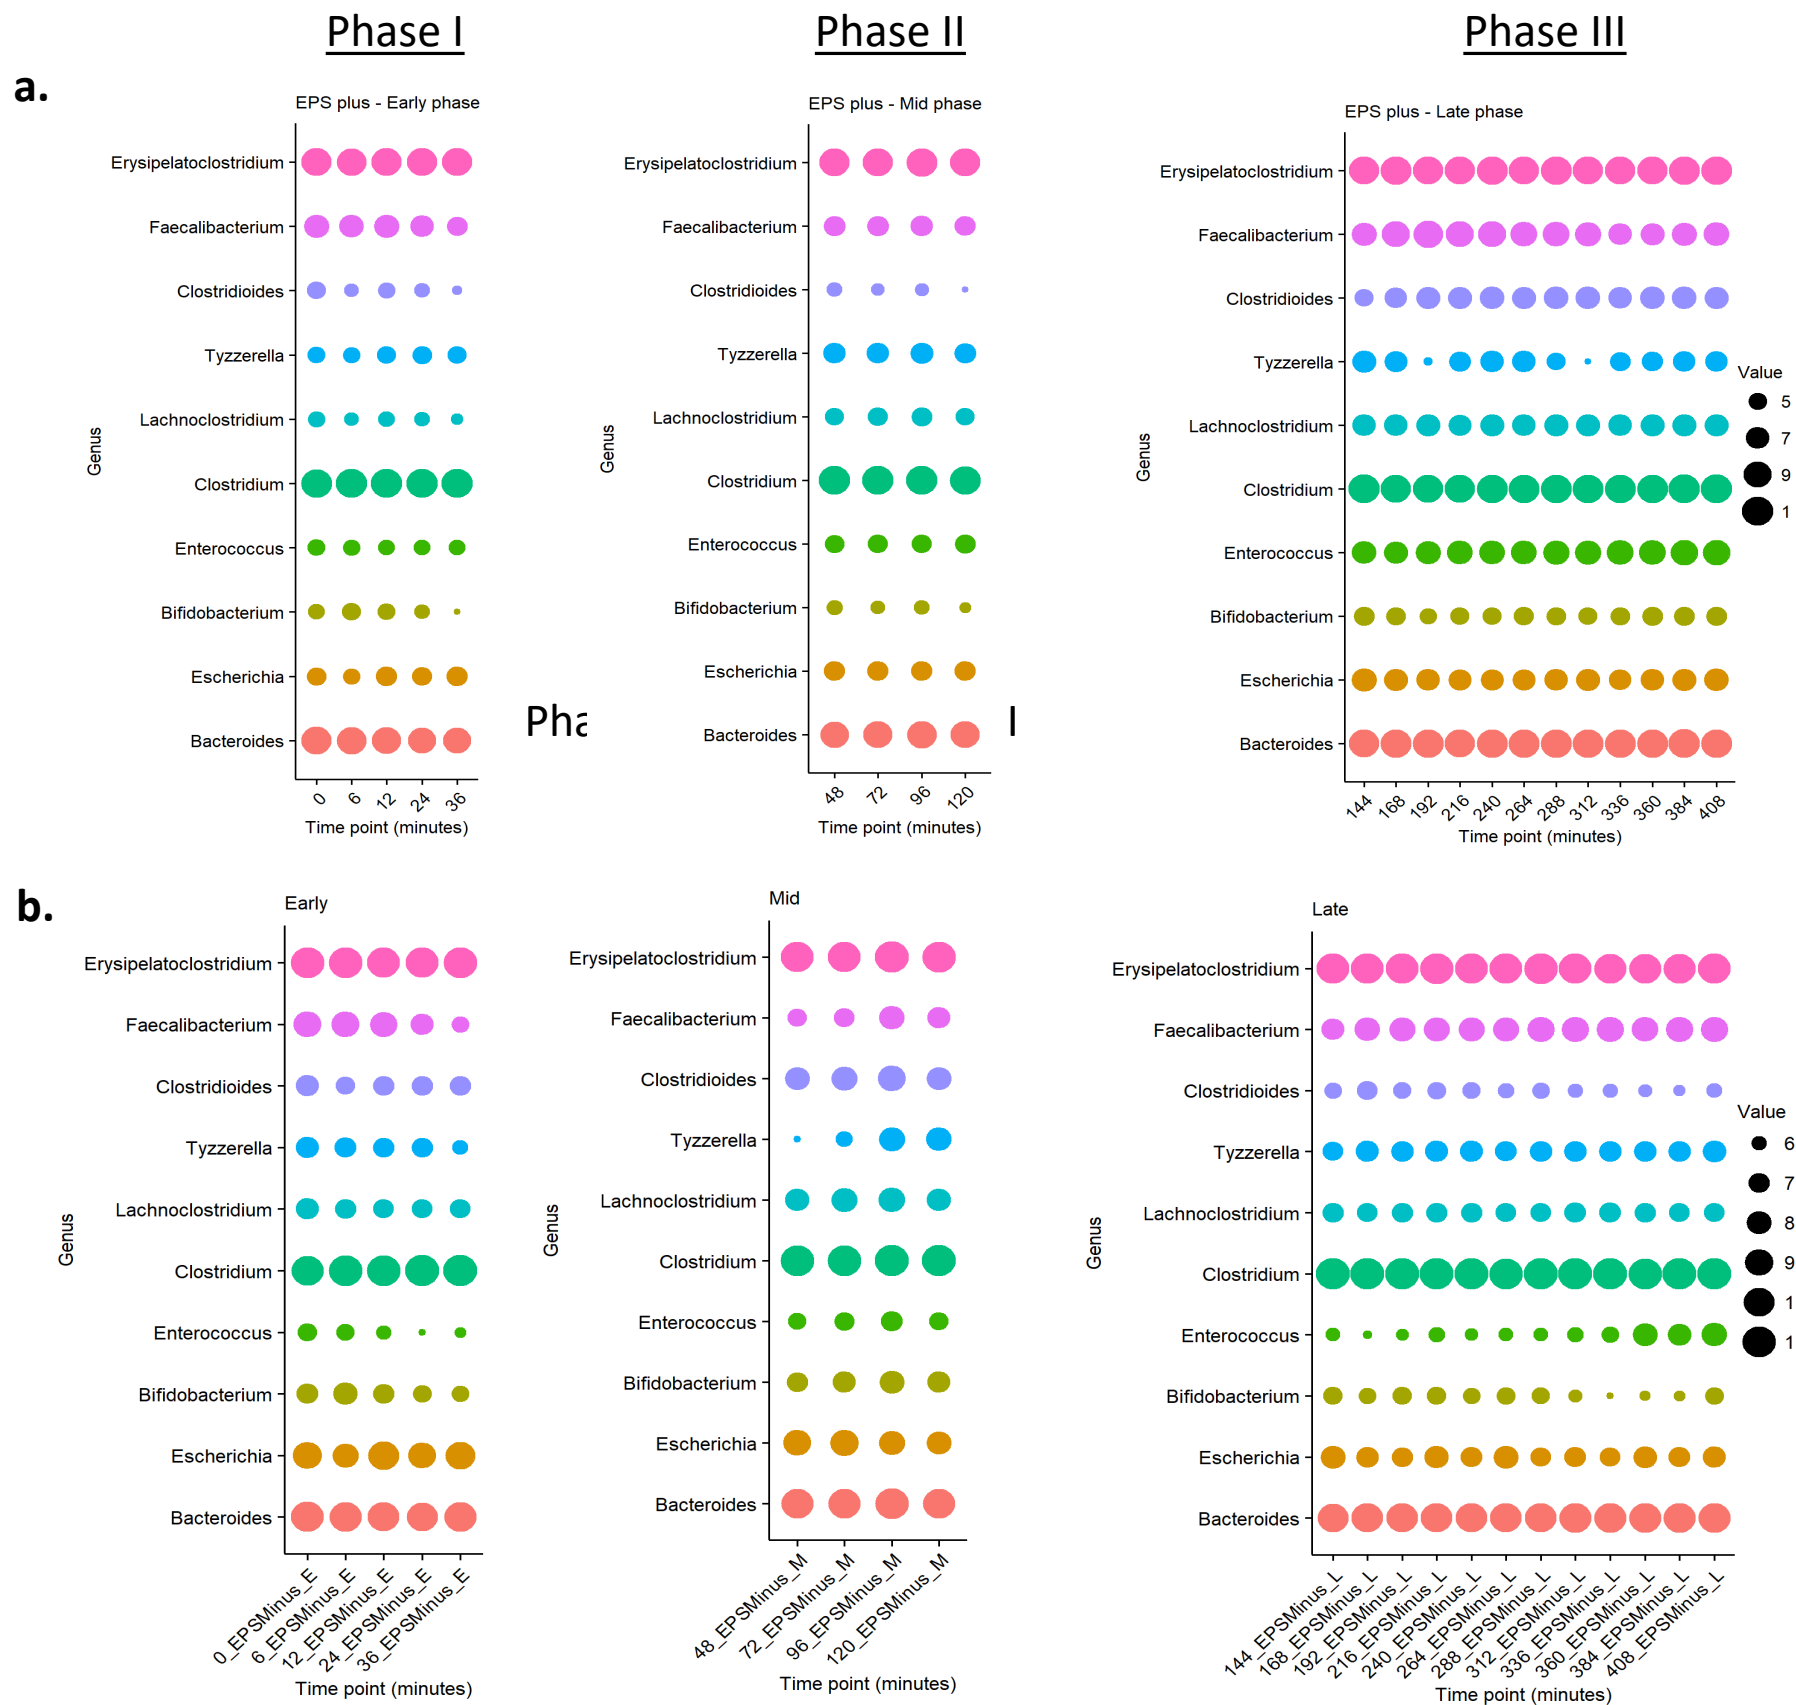 Phase I
Phase II
Phase III
a.
EPS plus - Early phase
Erysipelatoclostridium
Faecalibacterium
Clostridioides
Tyzzerella
Lachnoclostridium
Clostridium
Enterococcus
Bifidobacterium
Escherichia
Bacteroides
Genus
0
6
12
24
36
Time point (minutes)
EPS plus - Mid phase
Erysipelatoclostridium
Faecalibacterium
Clostridioides
Tyzzerella
Lachnoclostridium
Clostridium
Enterococcus
Bifidobacterium
Escherichia
Bacteroides
Genus
Pha
I
48
72
96
120
Time point (minutes)
EPS plus - Late phase
Erysipelatoclostridium
Faecalibacterium
Clostridioides
Tyzzerella
Lachnoclostridium
Clostridium
Enterococcus
Bifidobacterium
Escherichia
Bacteroides
Genus
144
168
192
216
240
264
288
312
336
360
384
408
Time point (minutes)
Value
5
7
9
1
b.
Early
Erysipelatoclostridium
Faecalibacterium
Clostridioides
Tyzzerella
Lachnoclostridium
Clostridium
Enterococcus
Bifidobacterium
Escherichia
Bacteroides
Genus
0_EPSMinus_E
6_EPSMinus_E
12_EPSMinus_E
24_EPSMinus_E
36_EPSMinus_E
Time point (minutes)
Mid
Erysipelatoclostridium
Faecalibacterium
Clostridioides
Tyzzerella
Lachnoclostridium
Clostridium
Enterococcus
Bifidobacterium
Escherichia
Bacteroides
Genus
48_EPSMinus_M
72_EPSMinus_M
96_EPSMinus_M
120_EPSMinus_M
Time point (minutes)
Late
Erysipelatoclostridium
Faecalibacterium
Clostridioides
Tyzzerella
Lachnoclostridium
Clostridium
Enterococcus
Bifidobacterium
Escherichia
Bacteroides
Genus
144_EPSMinus_L
168_EPSMinus_L
192_EPSMinus_L
216_EPSMinus_L
240_EPSMinus_L
264_EPSMinus_L
288_EPSMinus_L
312_EPSMinus_L
336_EPSMinus_L
360_EPSMinus_L
384_EPSMinus_L
408_EPSMinus_L
Time point (minutes)
Value
6
7
8
9
1
1